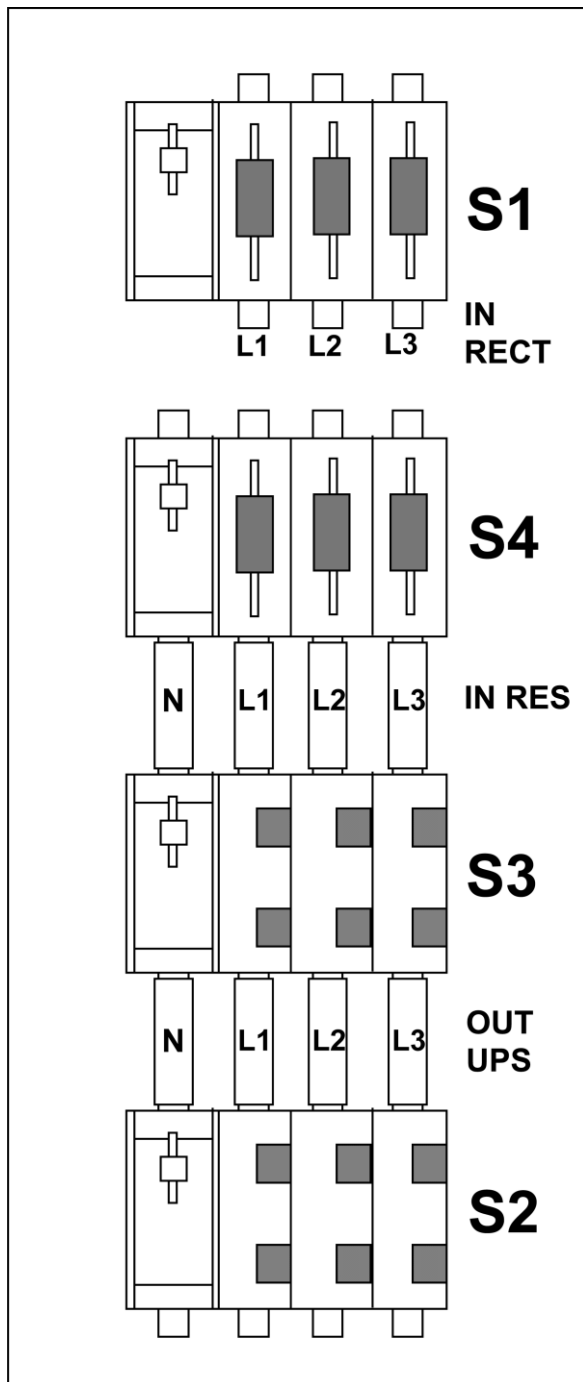 S1
IN
RECT
L1 L2 L3
S4
N L1 L2 L3 IN RES
S3
N L1 L2 L3
OUT
UPS
S2